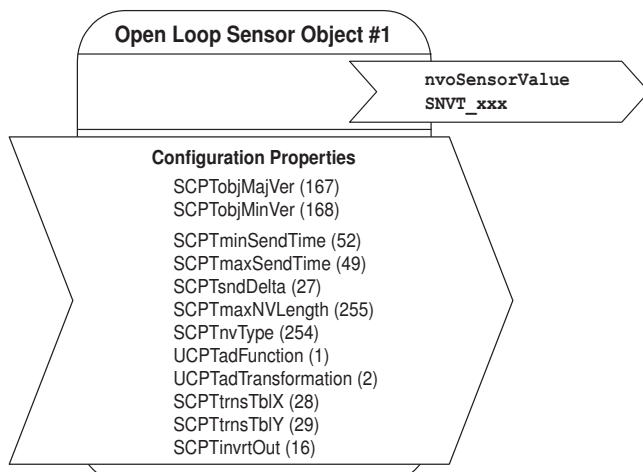 Open Loop Sensor Object #1
nvoSensorValue
SNVT_xxx
Configuration Properties
SCPTobjMajVer (167)
SCPTobjMinVer (168)
SCPTminSendTime (52)
SCPTmaxSendTime (49)
SCPTsndDelta (27)
SCPTmaxNVLength (255)
SCPTnvType (254)
UCPTadFunction (1)
UCPTadTransformation (2)
SCPTtrnsTblX (28)
SCPTtrnsTblY (29)
SCPTinvrtOut (16)